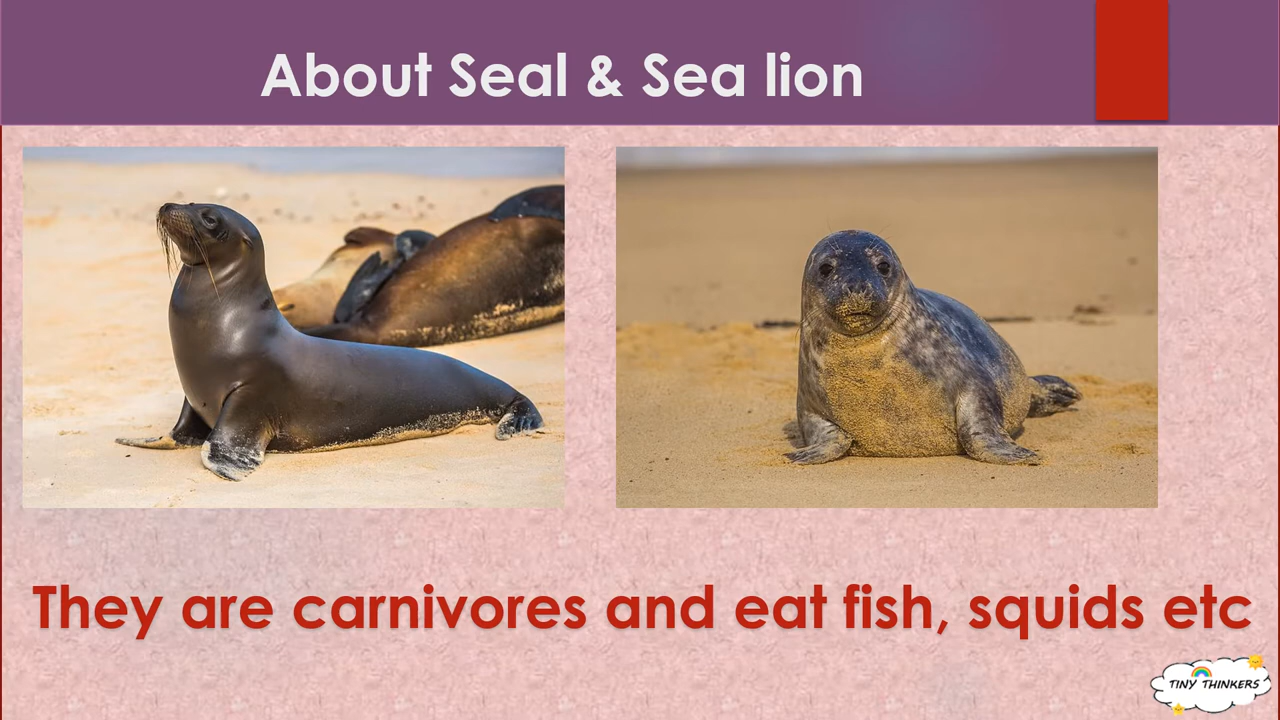 About Seal & Sea lion
They are carnivores and eat fish, squids etc
TINY THINKERS